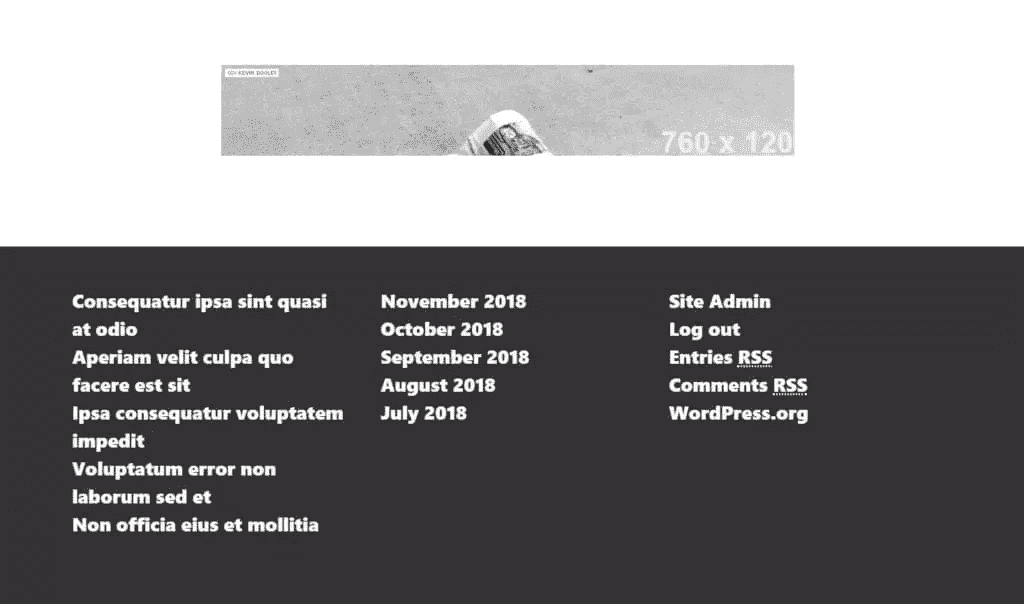 KEVIN DOOLEY
760 x 120
Consequatur ipsa sint quasi
at odio
Aperiam velit culpa quo
facere est sit
Ipsa consequatur voluptatem
impedit
Voluptatum error non
laborum sed et
Non officia eius et mollitia
November 2018
October 2018
September 2018
August 2018
July 2018
Site Admin
Log out
Entries RSS
Comments RSS
WordPress.org